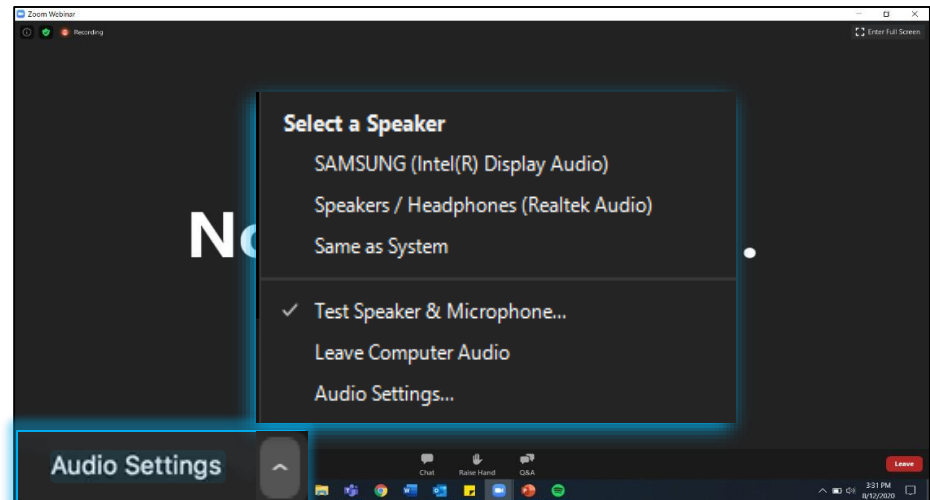 Zoom Webinar
Recording
Enter Full Screen
Select a Speaker
SAMSUNG (Intel(R) Display Audio)
Speakers / Headphones (Realtek Audio)
Same as System
No
.
Test Speaker & Microphone...
Leave Computer Audio
Audio Settings...
Audio Settings
Chat
Raise Hand
Q&A
Leave
3:31 PM
8/12/2020